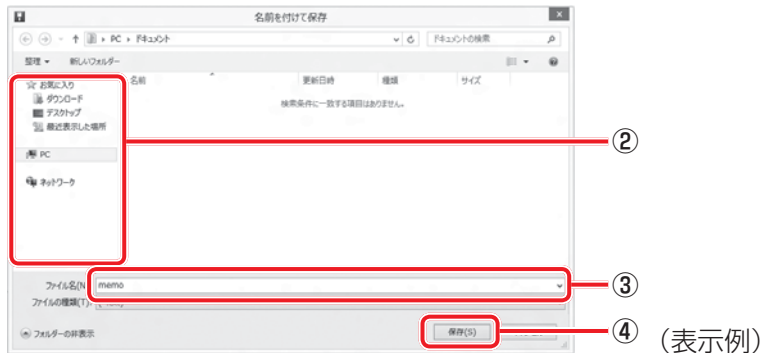 名前を付けて保存
PC ▸ ドキュメント
ドキュメントの検索
整理 ▾ 新しいフォルダー
お気に入り
ダウンロード
デスクトップ
最近表示した場所
PC
ネットワーク
名前 更新日時 種類 サイズ
検索条件に一致する項目はありません。
②
ファイル名(N): memo
③
ファイルの種類(T):
フォルダーの非表示
保存(S)
④
(表示例)